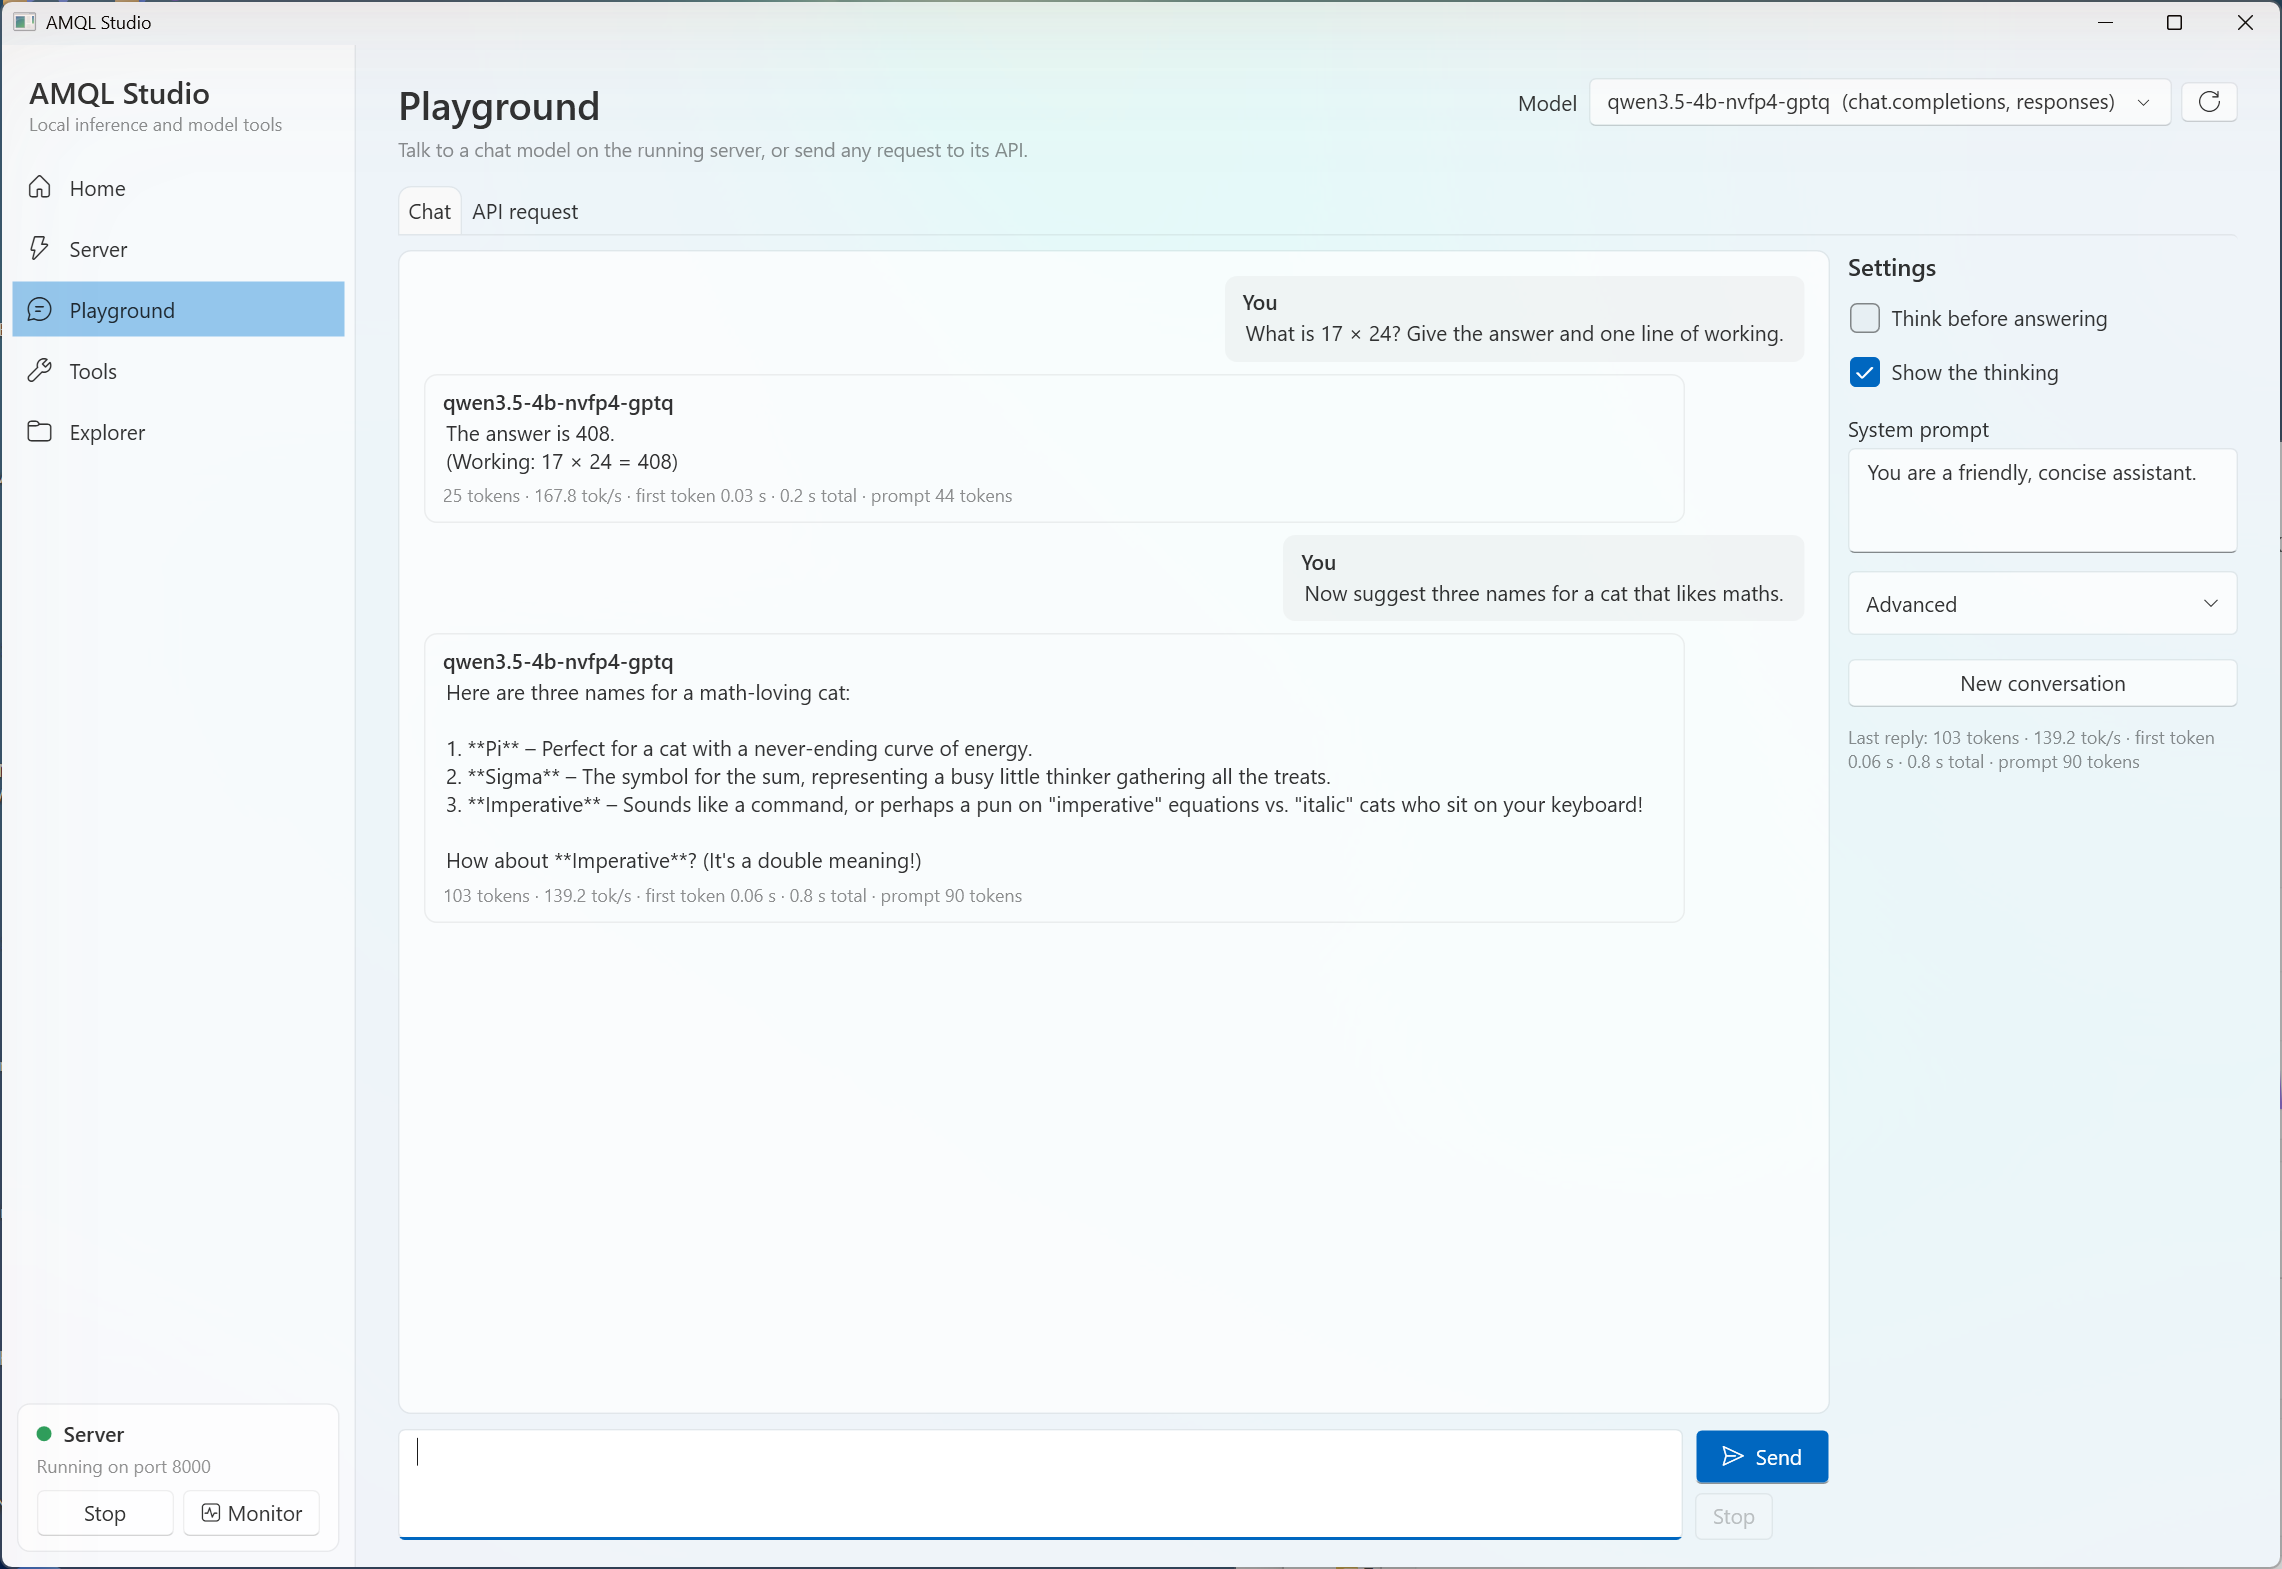 AMQL Studio
AMQL Studio
Local inference and model tools
Home
Server
Playground
Tools
Explorer
Server
Running on port 8000
Stop
Monitor
Playground
Talk to a chat model on the running server, or send any request to its API.
Model
qwen3.5-4b-nvfp4-gptq (chat.completions, responses)
Chat
API request
You
What is 17 × 24? Give the answer and one line of working.
qwen3.5-4b-nvfp4-gptq
The answer is 408.
(Working: 17 × 24 = 408)
25 tokens · 167.8 tok/s · first token 0.03 s · 0.2 s total · prompt 44 tokens
You
Now suggest three names for a cat that likes maths.
qwen3.5-4b-nvfp4-gptq
Here are three names for a math-loving cat:
1. **Pi** – Perfect for a cat with a never-ending curve of energy.
2. **Sigma** – The symbol for the sum, representing a busy little thinker gathering all the treats.
3. **Imperative** – Sounds like a command, or perhaps a pun on "imperative" equations vs. "italic" cats who sit on your keyboard!
How about **Imperative**? (It's a double meaning!)
103 tokens · 139.2 tok/s · first token 0.06 s · 0.8 s total · prompt 90 tokens
Send
Stop
Settings
Think before answering
Show the thinking
System prompt
You are a friendly, concise assistant.
Advanced
New conversation
Last reply: 103 tokens · 139.2 tok/s · first token
0.06 s · 0.8 s total · prompt 90 tokens